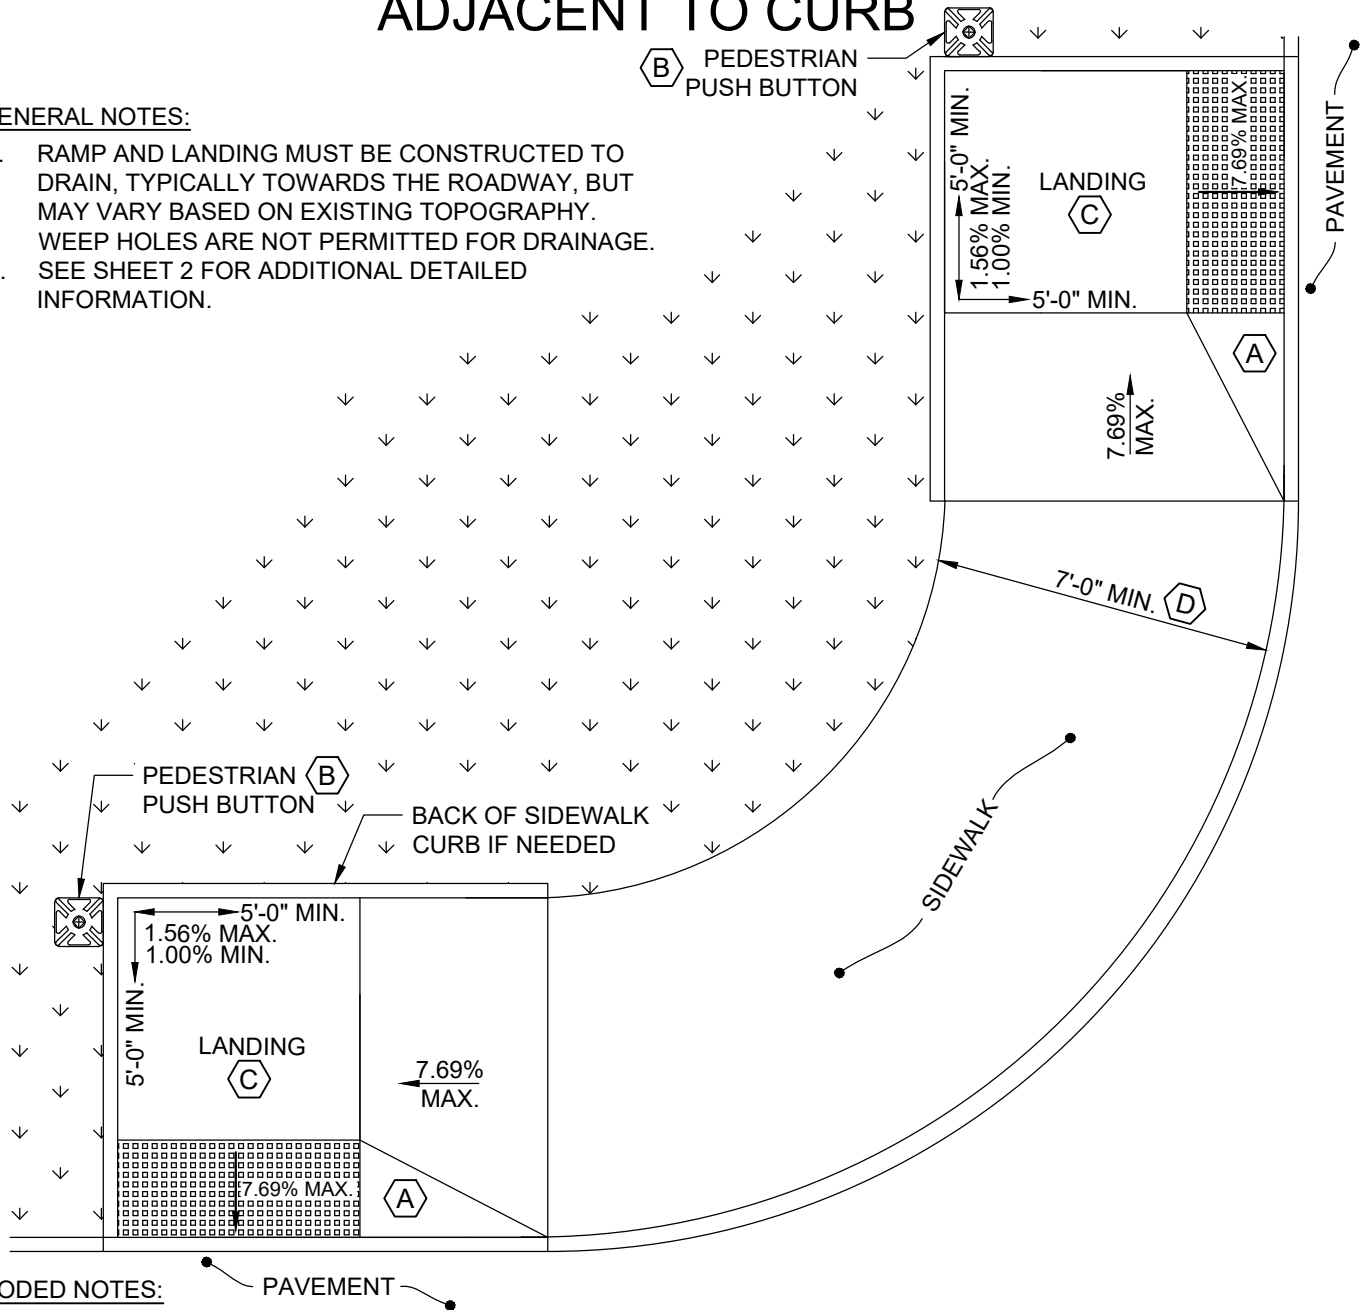 ADJACENT TO CURB
B PEDESTRIAN
PUSH BUTTON
ENERAL NOTES:
. RAMP AND LANDING MUST BE CONSTRUCTED TO
DRAIN, TYPICALLY TOWARDS THE ROADWAY, BUT
MAY VARY BASED ON EXISTING TOPOGRAPHY.
WEEP HOLES ARE NOT PERMITTED FOR DRAINAGE.
. SEE SHEET 2 FOR ADDITIONAL DETAILED
INFORMATION.
5'-0" MIN.
1.56% MAX.
1.00% MIN.
5'-0" MIN.
LANDING
C
7.69% MAX.
PAVEMENT
A
7.69%
MAX.
7'-0" MIN. D
SIDEWALK
PEDESTRIAN B
PUSH BUTTON
BACK OF SIDEWALK
CURB IF NEEDED
5'-0" MIN.
1.56% MAX.
1.00% MIN.
5'-0" MIN.
LANDING
C
7.69%
MAX.
7.69% MAX.
A
PAVEMENT
ODED NOTES: